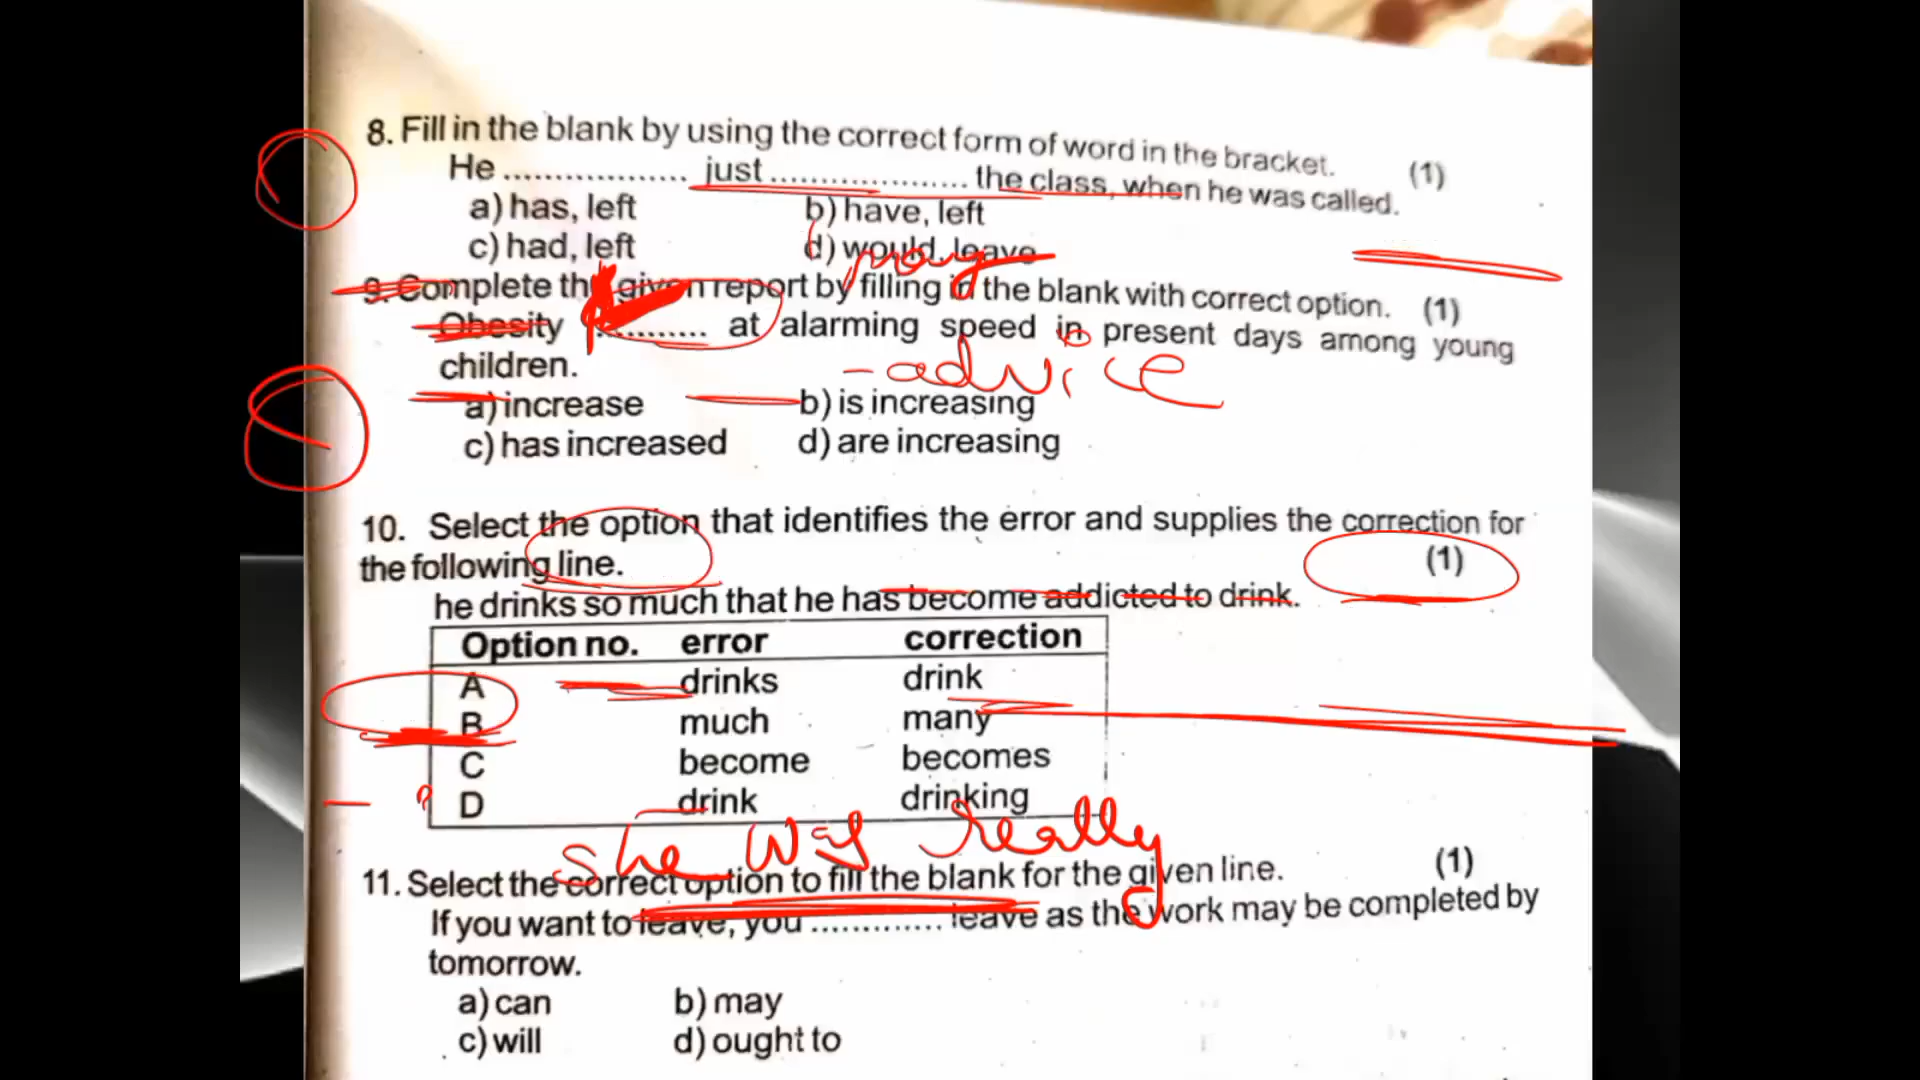 8. Fill in the blank by using the correct form of word in the bracket. (1)
He .................. just ..................... the class, when he was called.
a) has, left b) have, left
c) had, left d) would, leave
may
9. Complete the given report by filling in the blank with correct option. (1)
Obesity ............ at alarming speed in present days among young
children.
- advice
a) increase b) is increasing
c) has increased d) are increasing
10. Select the option that identifies the error and supplies the correction for
the following line. (1)
he drinks so much that he has become addicted to drink.
Option no. error correction
A drinks drink
B much many
C become becomes
D drink drinking
she was really
11. Select the correct option to fill the blank for the given line. (1)
If you want to leave, you ............. leave as the work may be completed by
tomorrow.
a) can b) may
c) will d) ought to